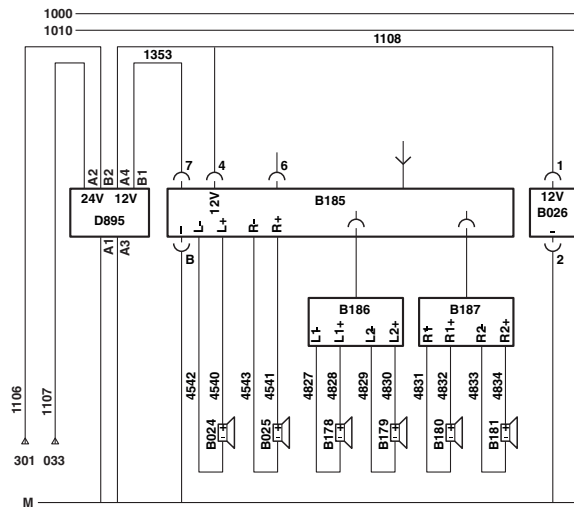 1000
1010
1108
1353
7 4 6 1
A2 B2 A4 B1
24V 12V
D895
A1 A3
12V
B185
- L- L+ R- R+
B
12V
B026
-
2
B186
L1- L1+ L2- L2+
B187
R1- R1+ R2- R2+
4542 4540 4543 4541 4827 4828 4829 4830 4831 4832 4833 4834
1106 1107
B024 B025 B178 B179 B180 B181
- + - + - + - + - + - +
301 033
M